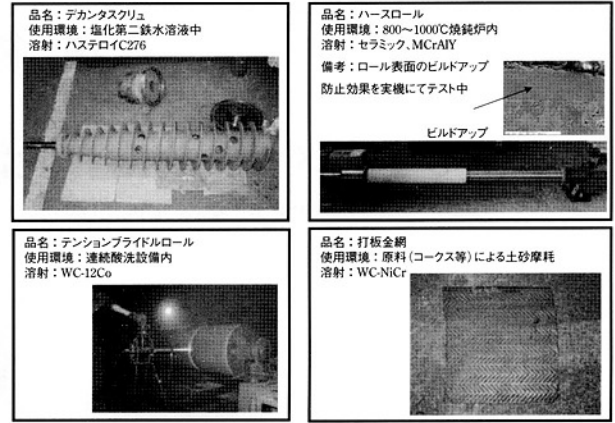 品名：デカンタスクリュ
使用環境：塩化第二鉄水溶液中
溶射：ハステロイC276
品名：ハースロール
使用環境：800～1000℃焼鈍炉内
溶射：セラミック、MCrAlY
備考：ロール表面のビルドアップ
防止効果を実機にてテスト中
ビルドアップ
品名：テンションブライドルロール
使用環境：連続酸洗設備内
溶射：WC-12Co
品名：打板金網
使用環境：原料（コークス等）による土砂摩耗
溶射：WC-NiCr